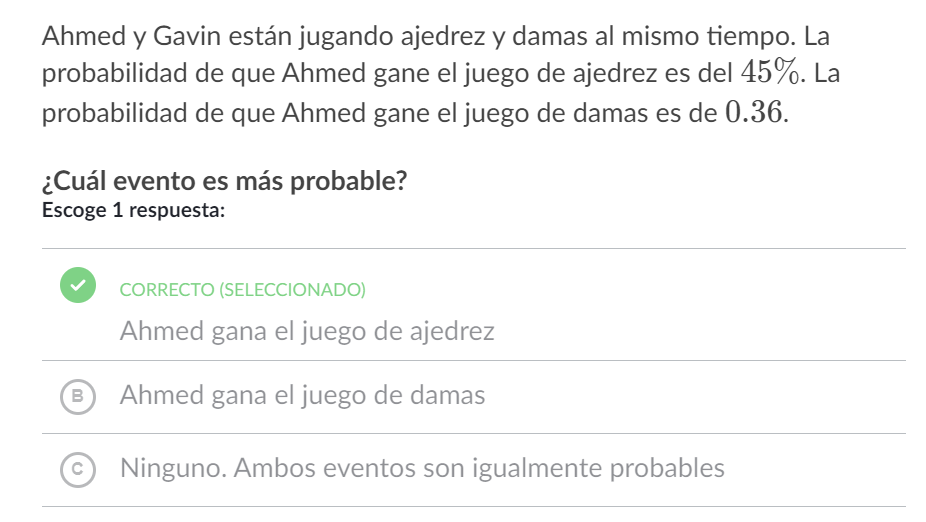 Ahmed y Gavin están jugando ajedrez y damas al mismo tiempo. La
probabilidad de que Ahmed gane el juego de ajedrez es del 45%. La
probabilidad de que Ahmed gane el juego de damas es de 0.36.
¿Cuál evento es más probable?
Escoge 1 respuesta:
CORRECTO (SELECCIONADO)
Ahmed gana el juego de ajedrez
B Ahmed gana el juego de damas
C Ninguno. Ambos eventos son igualmente probables